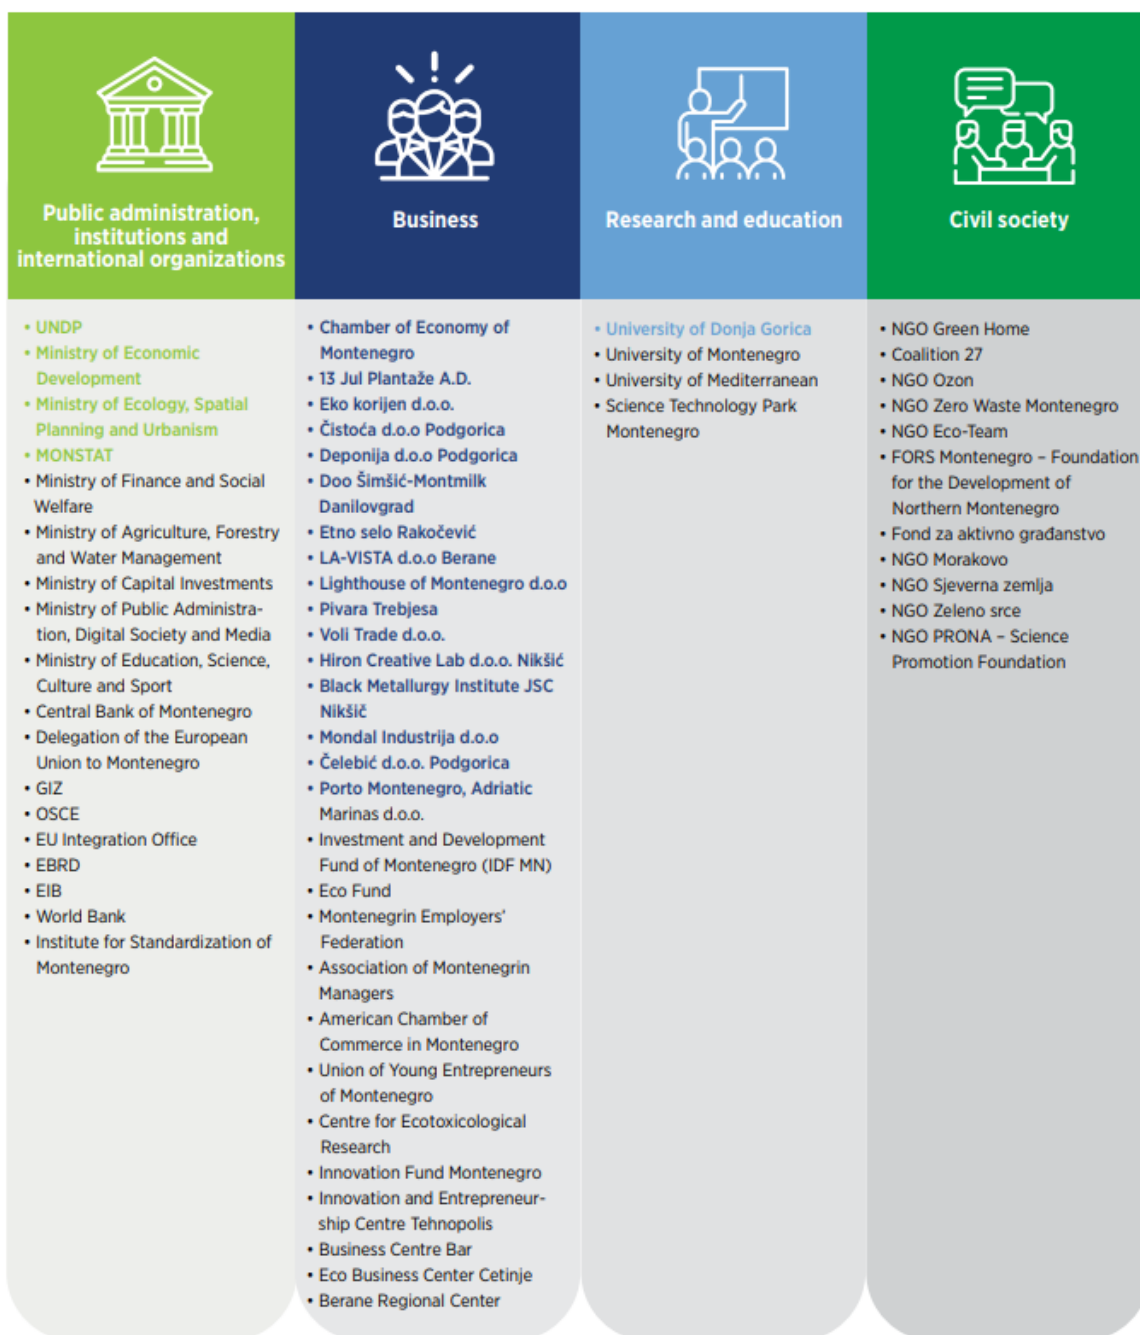 Public administration,
institutions and
international organizations
• UNDP
• Ministry of Economic
Development
• Ministry of Ecology, Spatial
Planning and Urbanism
• MONSTAT
• Ministry of Finance and Social
Welfare
• Ministry of Agriculture, Forestry
and Water Management
• Ministry of Capital Investments
• Ministry of Public Administra-
tion, Digital Society and Media
• Ministry of Education, Science,
Culture and Sport
• Central Bank of Montenegro
• Delegation of the European
Union to Montenegro
• GIZ
• OSCE
• EU Integration Office
• EBRD
• EIB
• World Bank
• Institute for Standardization of
Montenegro
Business
• Chamber of Economy of
Montenegro
• 13 Jul Plantaže A.D.
• Eko korijen d.o.o.
• Čistoća d.o.o Podgorica
• Deponija d.o.o Podgorica
• Doo Šimšić-Montmilk
Danilovgrad
• Etno selo Rakočević
• LA-VISTA d.o.o Berane
• Lighthouse of Montenegro d.o.o
• Pivara Trebjesa
• Voli Trade d.o.o.
• Hiron Creative Lab d.o.o. Nikšić
• Black Metallurgy Institute JSC
Nikšič
• Mondal Industrija d.o.o
• Čelebić d.o.o. Podgorica
• Porto Montenegro, Adriatic
Marinas d.o.o.
• Investment and Development
Fund of Montenegro (IDF MN)
• Eco Fund
• Montenegrin Employers'
Federation
• Association of Montenegrin
Managers
• American Chamber of
Commerce in Montenegro
• Union of Young Entrepreneurs
of Montenegro
• Centre for Ecotoxicological
Research
• Innovation Fund Montenegro
• Innovation and Entrepreneur-
ship Centre Tehnopolis
• Business Centre Bar
• Eco Business Center Cetinje
• Berane Regional Center
Research and education
• University of Donja Gorica
• University of Montenegro
• University of Mediterranean
• Science Technology Park
Montenegro
Civil society
• NGO Green Home
• Coalition 27
• NGO Ozon
• NGO Zero Waste Montenegro
• NGO Eco-Team
• FORS Montenegro – Foundation
for the Development of
Northern Montenegro
• Fond za aktivno građanstvo
• NGO Morakovo
• NGO Sjeverna zemlja
• NGO Zeleno srce
• NGO PRONA – Science
Promotion Foundation